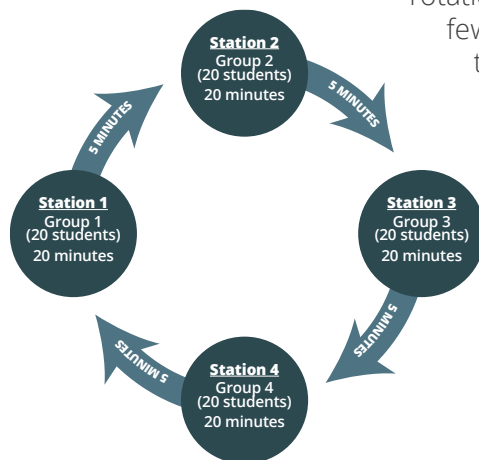 rotatio
few
t
Station 2
Group 2
(20 students)
20 minutes
5 MINUTES
5 MINUTES
Station 1
Group 1
(20 students)
20 minutes
Station 3
Group 3
(20 students)
20 minutes
5 MINUTES
5 MINUTES
Station 4
Group 4
(20 students)
20 minutes